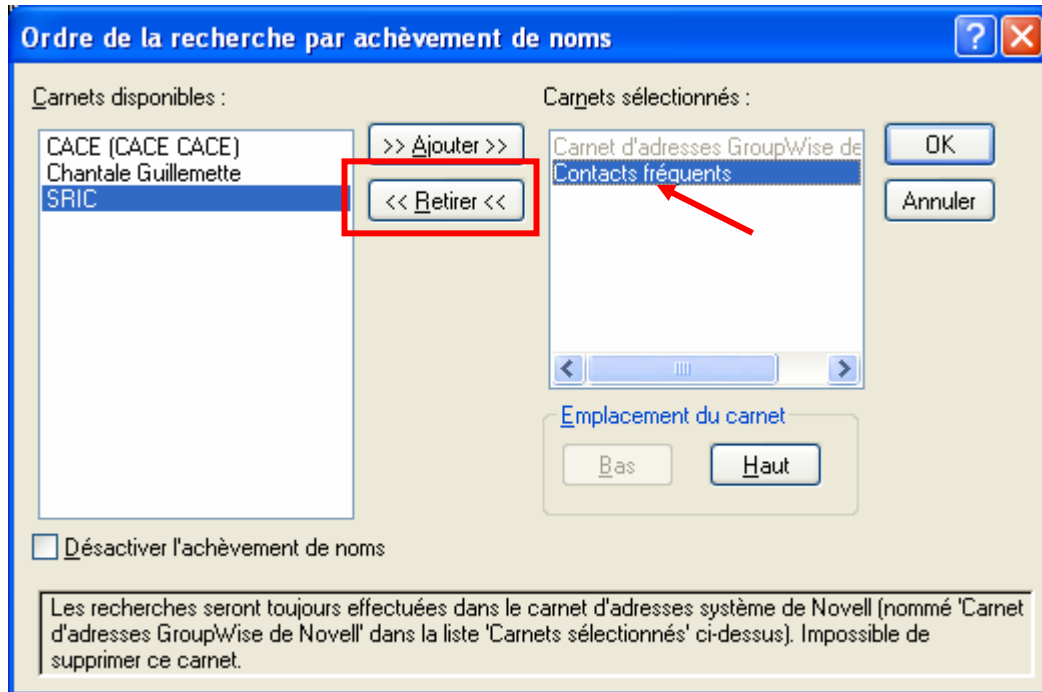 Ordre de la recherche par achèvement de noms
Carnets disponibles :
CACE (CACE CACE)
Chantale Guillemette
SRIC
>> Ajouter >>
<< Retirer <<
Carnets sélectionnés :
Carnet d'adresses GroupWise de
Contacts fréquents
OK
Annuler
Emplacement du carnet
Bas
Haut
Désactiver l'achèvement de noms
Les recherches seront toujours effectuées dans le carnet d'adresses système de Novell (nommé 'Carnet
d'adresses GroupWise de Novell' dans la liste 'Carnets sélectionnés' ci-dessus). Impossible de
supprimer ce carnet.